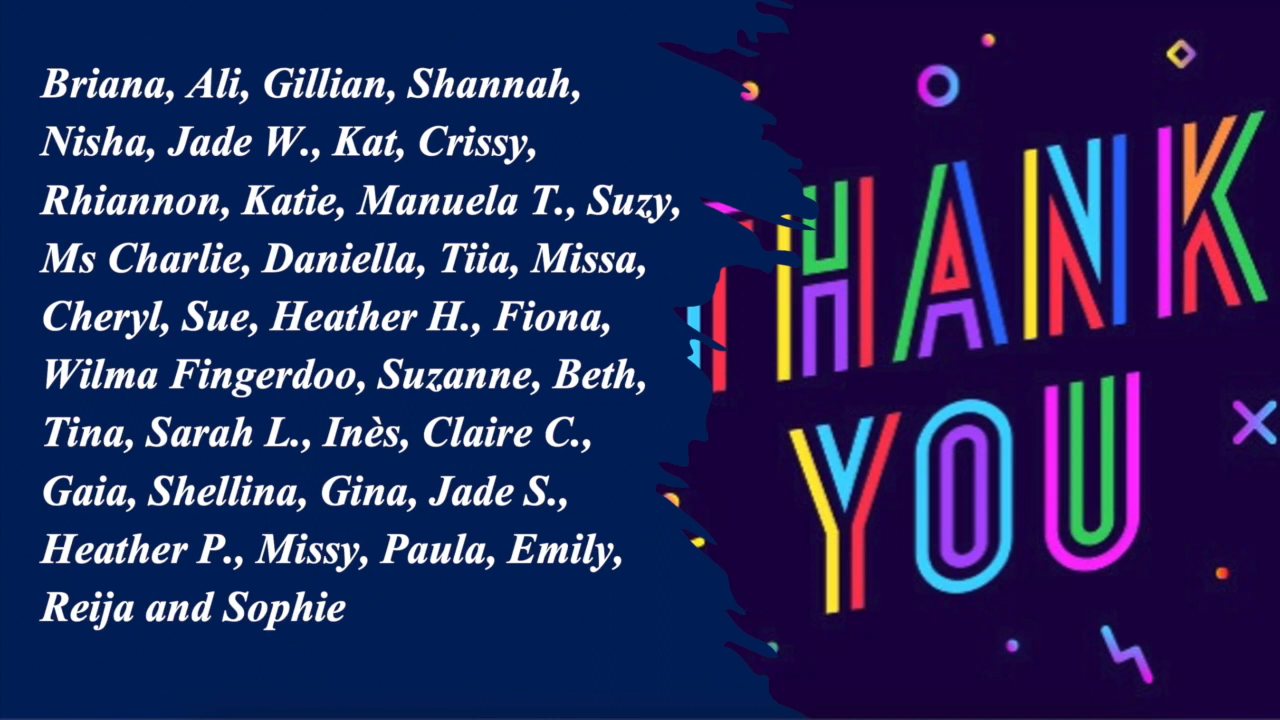 Briana, Ali, Gillian, Shannah,
Nisha, Jade W., Kat, Crissy,
Rhiannon, Katie, Manuela T., Suzy,
Ms Charlie, Daniella, Tiia, Missa,
Cheryl, Sue, Heather H., Fiona,
Wilma Fingerdoo, Suzanne, Beth,
Tina, Sarah L., Inès, Claire C.,
Gaia, Shellina, Gina, Jade S.,
Heather P., Missy, Paula, Emily,
Reija and Sophie
THANK
YOU